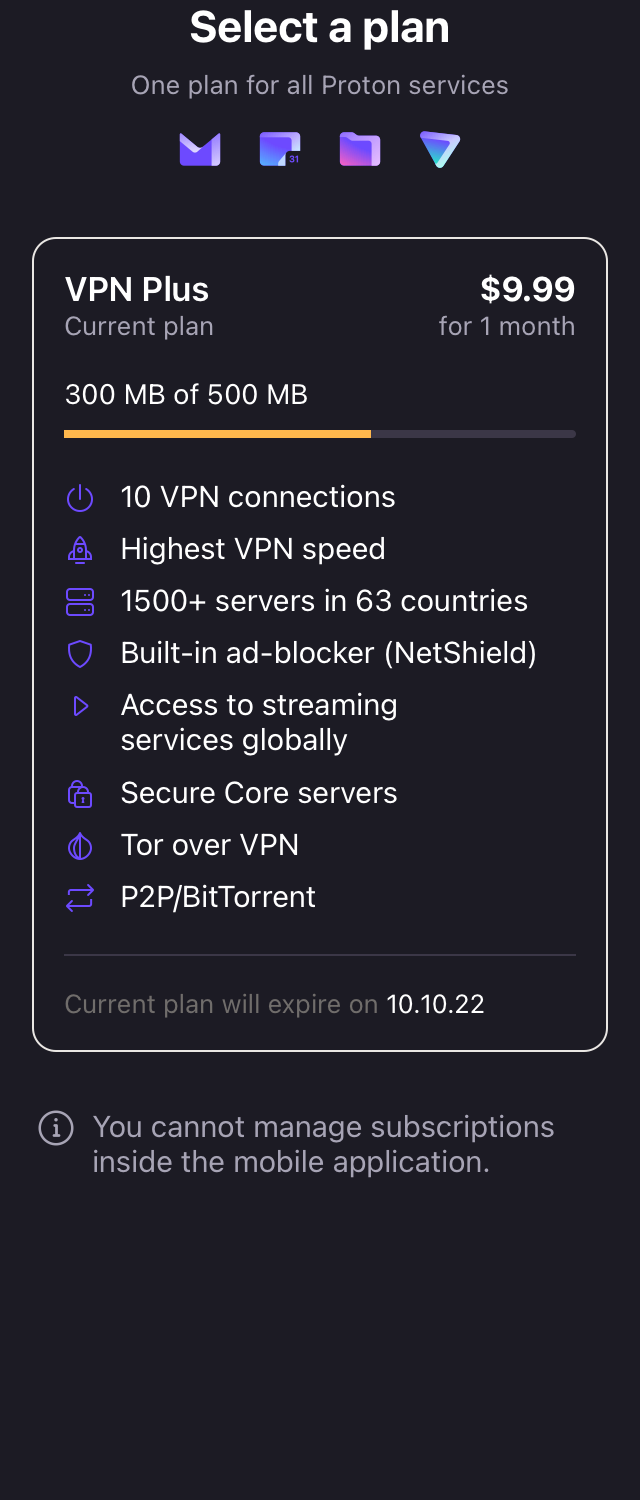 Select a plan
One plan for all Proton services
31
VPN Plus
$9.99
Current plan
for 1 month
300 MB of 500 MB
10 VPN connections
Highest VPN speed
1500+ servers in 63 countries
Built-in ad-blocker (NetShield)
Access to streaming
services globally
Secure Core servers
Tor over VPN
P2P/BitTorrent
Current plan will expire on 10.10.22
You cannot manage subscriptions
inside the mobile application.